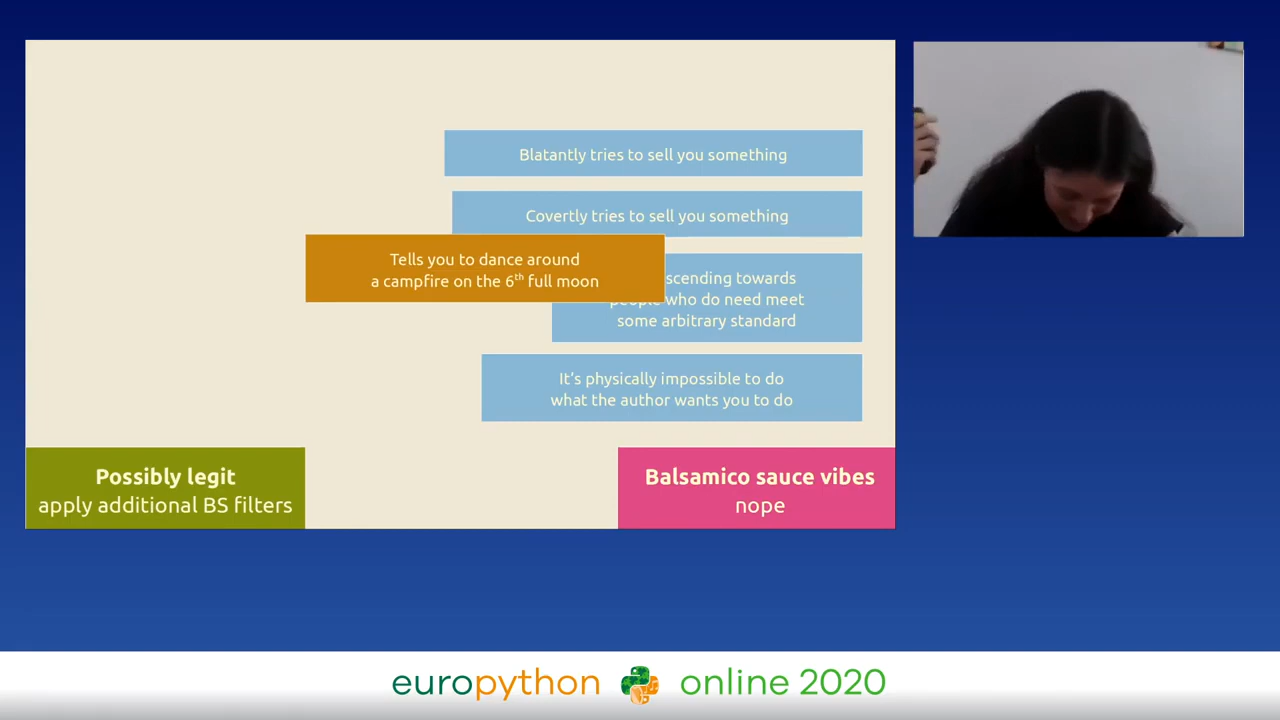 Blatantly tries to sell you something
Covertly tries to sell you something
Tells you to dance around
a campfire on the 6th full moon
scending towards
people who do need meet
some arbitrary standard
It's physically impossible to do
what the author wants you to do
Possibly legit
apply additional BS filters
Balsamico sauce vibes
nope
europython online 2020